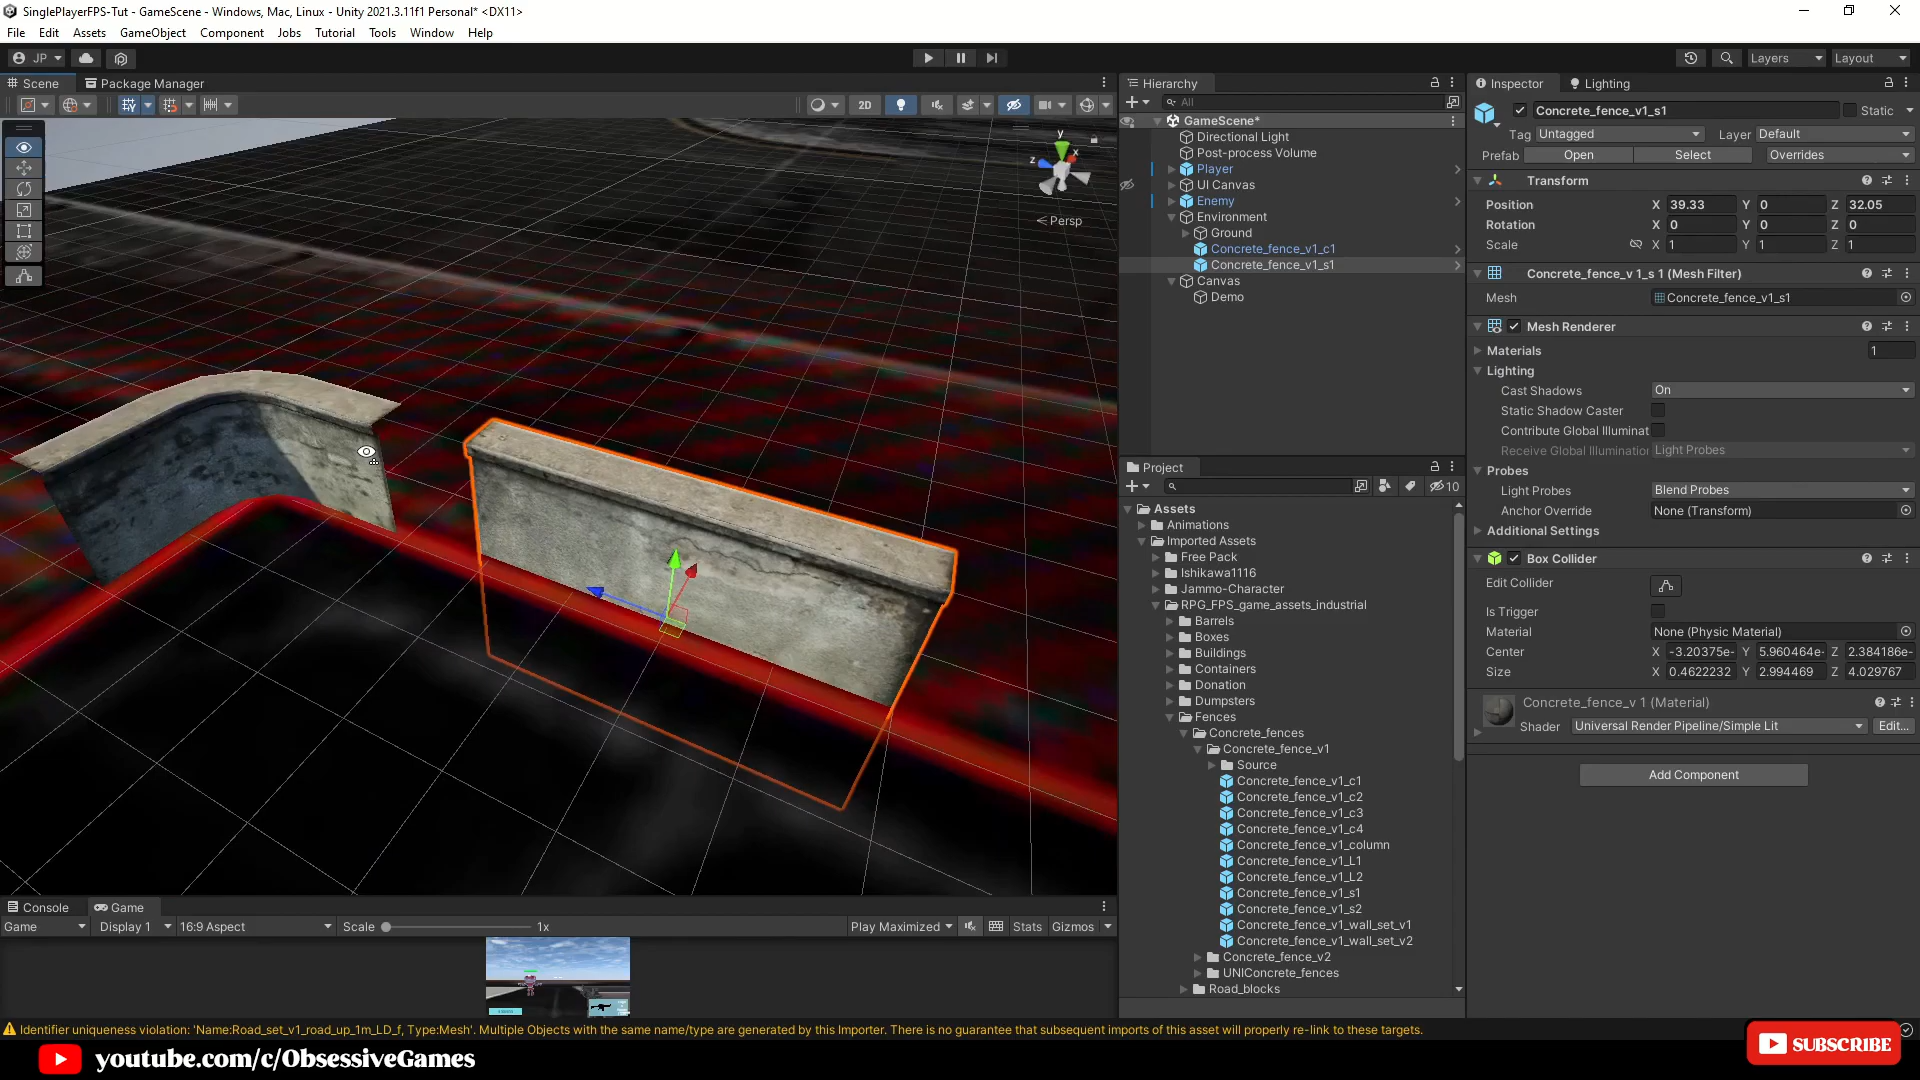 SinglePlayerFPS-Tut - GameScene - Windows, Mac, Linux - Unity 2021.3.11f1 Personal* <DX11>
File Edit Assets GameObject Component Jobs Tutorial Tools Window Help
JP
Layers
Layout
Scene
Package Manager
2D
y
x
z
Persp
Hierarchy
All
GameScene*
Directional Light
Post-process Volume
Player
UI Canvas
Enemy
Environment
Ground
Concrete_fence_v1_c1
Concrete_fence_v1_s1
Canvas
Demo
Project
10
Assets
Animations
Imported Assets
Free Pack
Ishikawa1116
Jammo-Character
RPG_FPS_game_assets_industrial
Barrels
Boxes
Buildings
Containers
Donation
Dumpsters
Fences
Concrete_fences
Concrete_fence_v1
Source
Concrete_fence_v1_c1
Concrete_fence_v1_c2
Concrete_fence_v1_c3
Concrete_fence_v1_c4
Concrete_fence_v1_column
Concrete_fence_v1_L1
Concrete_fence_v1_L2
Concrete_fence_v1_s1
Concrete_fence_v1_s2
Concrete_fence_v1_wall_set_v1
Concrete_fence_v1_wall_set_v2
Concrete_fence_v2
UNIConcrete_fences
Road_blocks
Inspector
Lighting
Concrete_fence_v1_s1
Static
Tag Untagged Layer Default
Prefab Open Select Overrides
Transform
Position X 39.33 Y 0 Z 32.05
Rotation X 0 Y 0 Z 0
Scale X 1 Y 1 Z 1
Concrete_fence_v 1_s 1 (Mesh Filter)
Mesh Concrete_fence_v1_s1
Mesh Renderer
Materials 1
Lighting
Cast Shadows On
Static Shadow Caster
Contribute Global Illuminat
Receive Global Illumination Light Probes
Probes
Light Probes Blend Probes
Anchor Override None (Transform)
Additional Settings
Box Collider
Edit Collider
Is Trigger
Material None (Physic Material)
Center X -3.20375e- Y 5.960464e- Z 2.384186e-
Size X 0.4622232 Y 2.994469 Z 4.029767
Concrete_fence_v 1 (Material)
Shader Universal Render Pipeline/Simple Lit Edit...
Add Component
Console
Game
Game Display 1 16:9 Aspect Scale 1x Play Maximized Stats Gizmos
Identifier uniqueness violation: 'Name:Road_set_v1_road_up_1m_LD_f, Type:Mesh'. Multiple Objects with the same name/type are generated by this Importer. There is no guarantee that subsequent imports of this asset will properly re-link to these targets.
youtube.com/c/ObsessiveGames
SUBSCRIBE